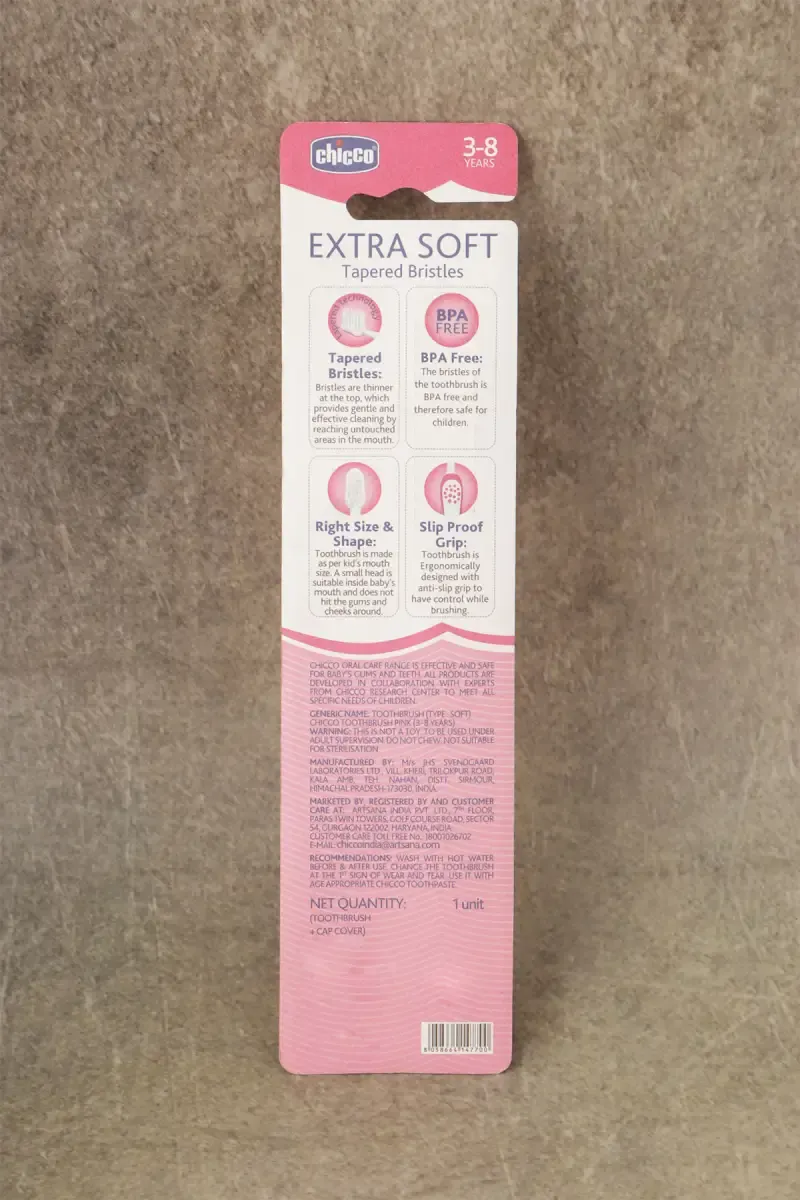 chicco
3-8
YEARS
EXTRA SOFT
Tapered Bristles
BPA
FREE
Tapered
Bristles:
Bristles are thinner
at the top, which
provides gentle and
effective cleaning by
reaching untouched
areas in the mouth.
BPA Free:
The bristles of
the toothbrush is
BPA free and
therefore safe for
children.
Right Size &
Shape:
Toothbrush is made
as per kid's mouth
size. A small head is
suitable inside baby's
mouth and does not
hit the gums and
cheeks around.
Slip Proof
Grip:
Toothbrush is
Ergonomically
designed with
anti-slip grip to
have control while
brushing.
CHICCO ORAL CARE RANGE IS EFFECTIVE AND SAFE
FOR BABY'S GUMS AND TEETH. ALL PRODUCTS ARE
DEVELOPED IN COLLABORATION WITH EXPERTS
FROM CHICCO RESEARCH CENTER TO MEET ALL
SPECIFIC NEEDS OF CHILDREN.
GENERIC NAME: TOOTHBRUSH (TYPE : SOFT)
CHICCO TOOTHBRUSH PINK (3-8 YEARS)
WARNING: THIS IS NOT A TOY. TO BE USED UNDER
ADULT SUPERVISION. DO NOT CHEW. NOT SUITABLE
FOR STERILISATION
MANUFACTURED BY: M/s JHS SVENDGAARD
LABORATORIES LTD., VILL. KHERI, TRILOKPUR ROAD,
KALA AMB, TEH. NAHAN, DISTT. SIRMOUR,
HIMACHAL PRADESH-173030, INDIA.
MARKETED BY, REGISTERED BY AND CUSTOMER
CARE AT: ARTSANA INDIA PVT. LTD., 7TH FLOOR,
PARAS TWIN TOWERS, GOLF COURSE ROAD, SECTOR
54, GURGAON 122002, HARYANA, INDIA.
CUSTOMER CARE TOLL FREE No.: 18001026702
E-MAIL: chiccoindia@artsana.com
RECOMMENDATIONS: WASH WITH HOT WATER
BEFORE & AFTER USE. CHANGE THE TOOTHBRUSH
AT THE 1ST SIGN OF WEAR AND TEAR. USE IT WITH
AGE APPROPRIATE CHICCO TOOTHPASTE.
NET QUANTITY: 1 unit
(TOOTHBRUSH
+ CAP COVER)